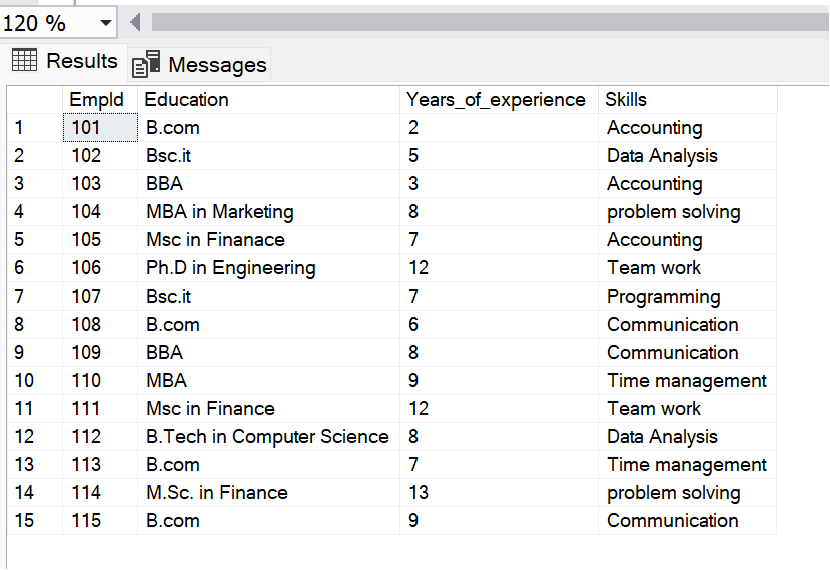 120 %
Results Messages
EmpId Education Years_of_experience Skills
1 101 B.com 2 Accounting
2 102 Bsc.it 5 Data Analysis
3 103 BBA 3 Accounting
4 104 MBA in Marketing 8 problem solving
5 105 Msc in Finanace 7 Accounting
6 106 Ph.D in Engineering 12 Team work
7 107 Bsc.it 7 Programming
8 108 B.com 6 Communication
9 109 BBA 8 Communication
10 110 MBA 9 Time management
11 111 Msc in Finance 12 Team work
12 112 B.Tech in Computer Science 8 Data Analysis
13 113 B.com 7 Time management
14 114 M.Sc. in Finance 13 problem solving
15 115 B.com 9 Communication